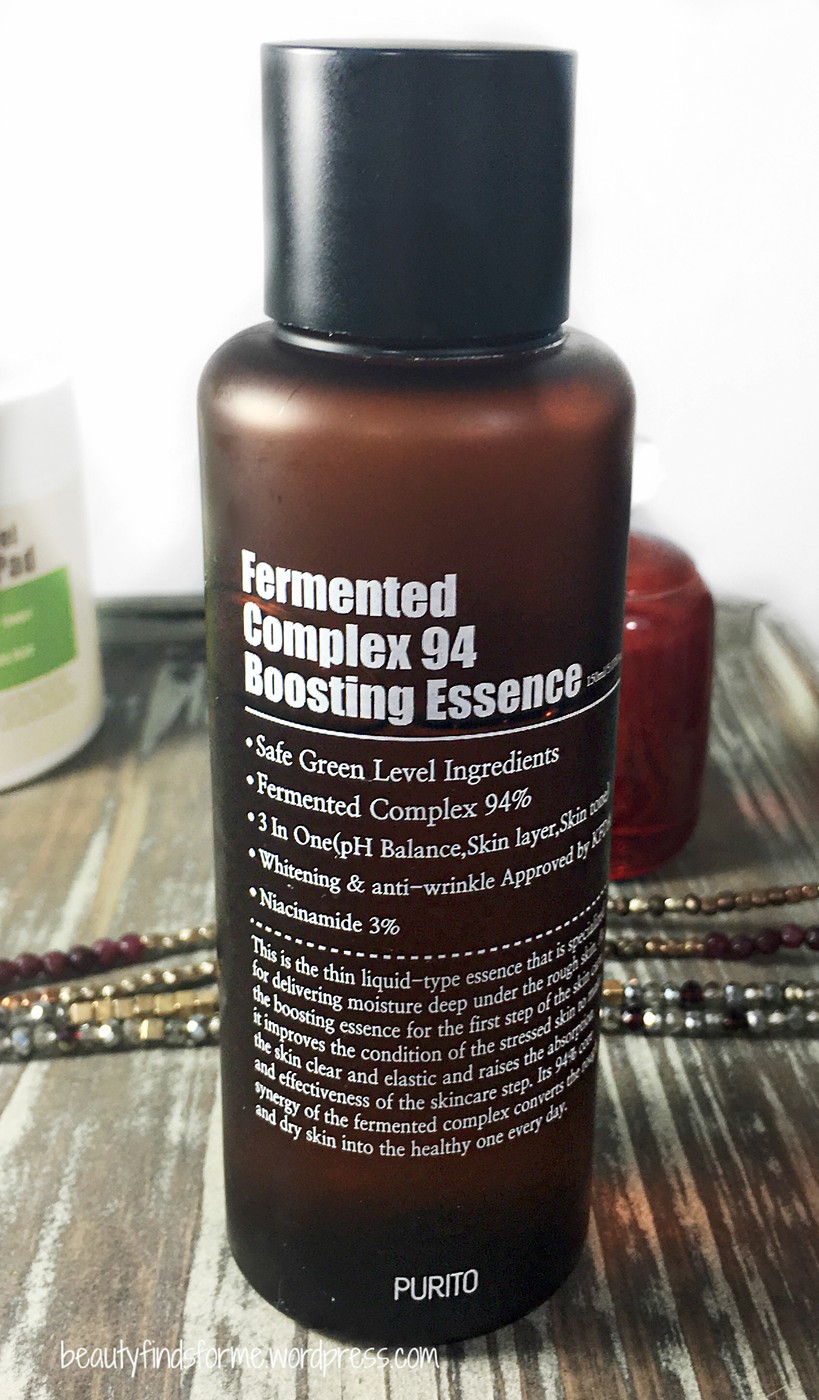 Fermented
Complex 94
Boosting Essence 150ml/5.
• Safe Green Level Ingredients
• Fermented Complex 94%
• 3 In One(pH Balance,Skin layer,Skin tone)
• Whitening & anti-wrinkle Approved by KFDA
• Niacinamide 3%
This is the thin liquid-type essence that is
for delivering moisture deep under the rough skin.
the boosting essence for the first step of the skin
it improves the condition of the stressed skin to
the skin clear and elastic and raises the
and effectiveness of the skincare step. Its 94%
synergy of the fermented complex converts the
and dry skin into the healthy one every day.
PURITO
Pad
beautyfindsforme.wordpress.com